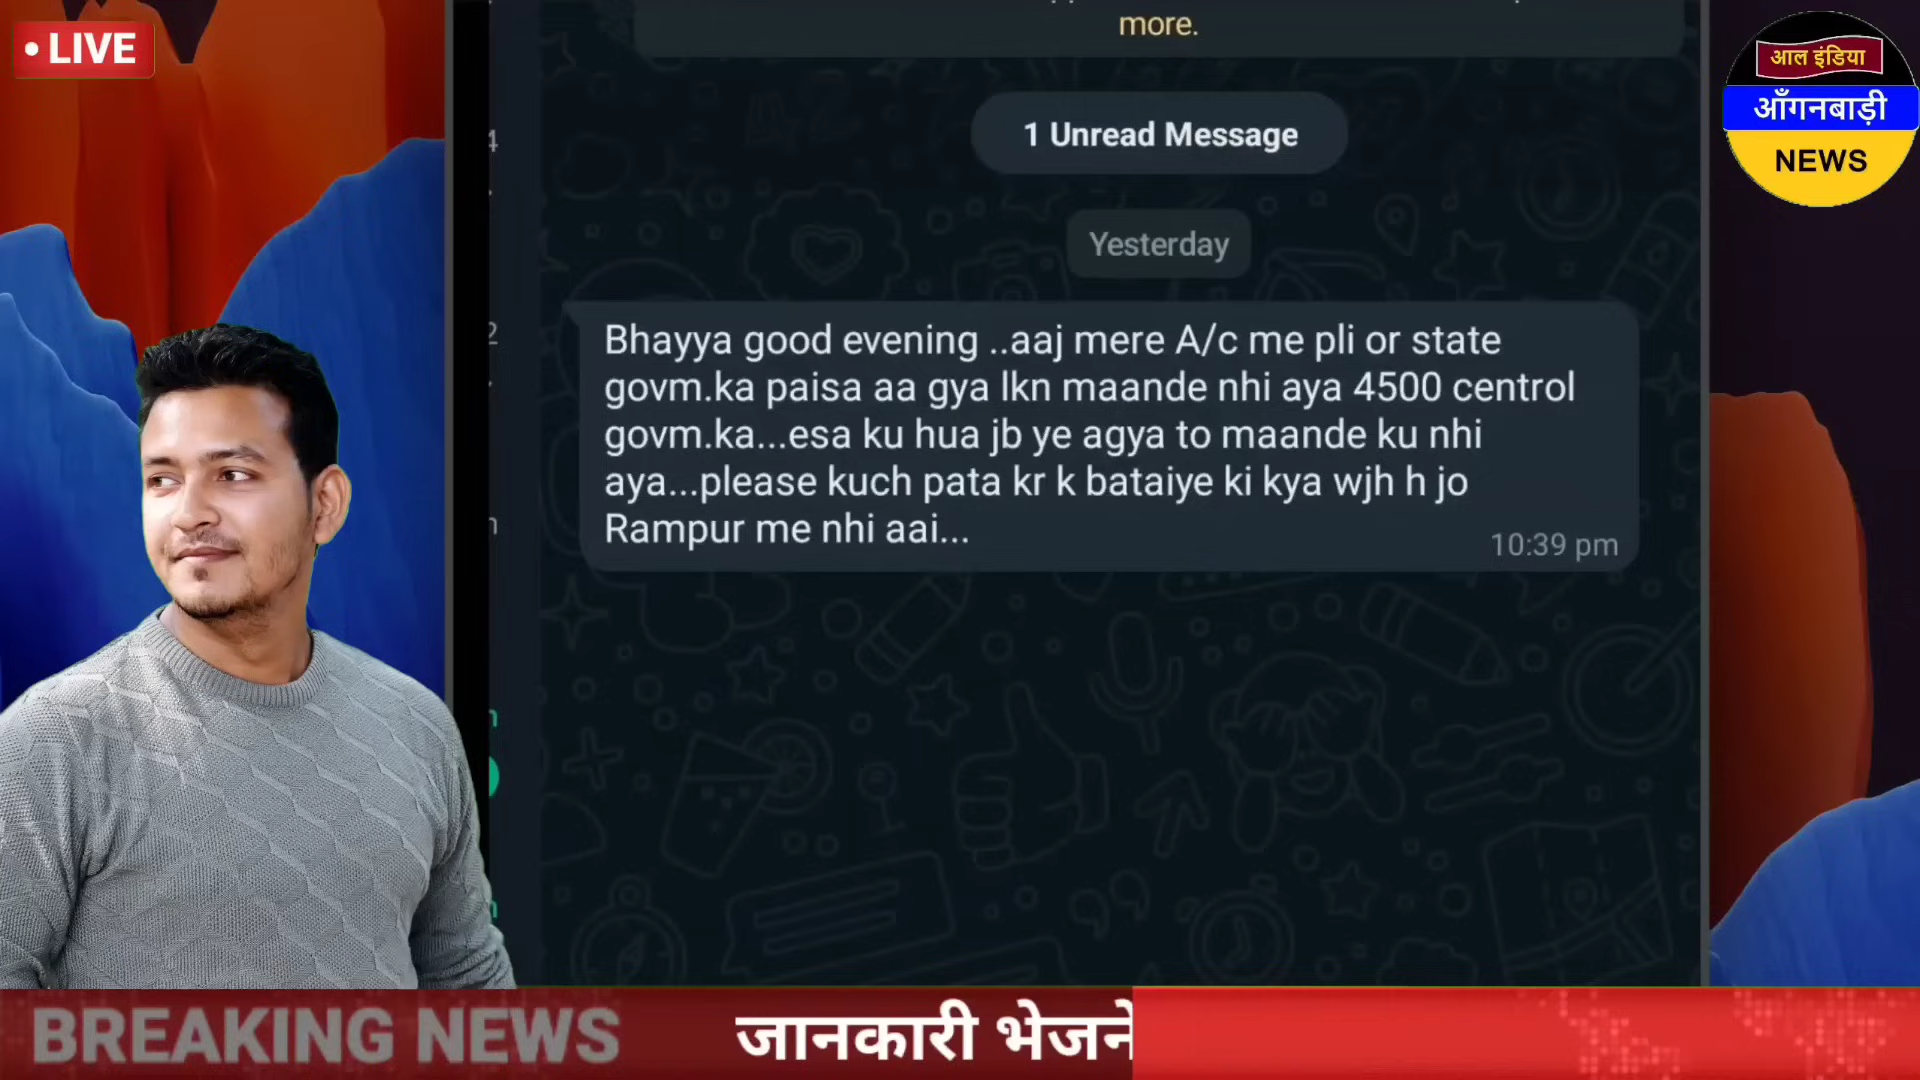 • LIVE
more.
आल इंडिया
आँगनबाड़ी
NEWS
1 Unread Message
Yesterday
Bhayya good evening ..aaj mere A/c me pli or state
govm.ka paisa aa gya lkn maande nhi aya 4500 centrol
govm.ka...esa ku hua jb ye agya to maande ku nhi
aya...please kuch pata kr k bataiye ki kya wjh h jo
Rampur me nhi aai...
10:39 pm
BREAKING NEWS
जानकारी भेजने